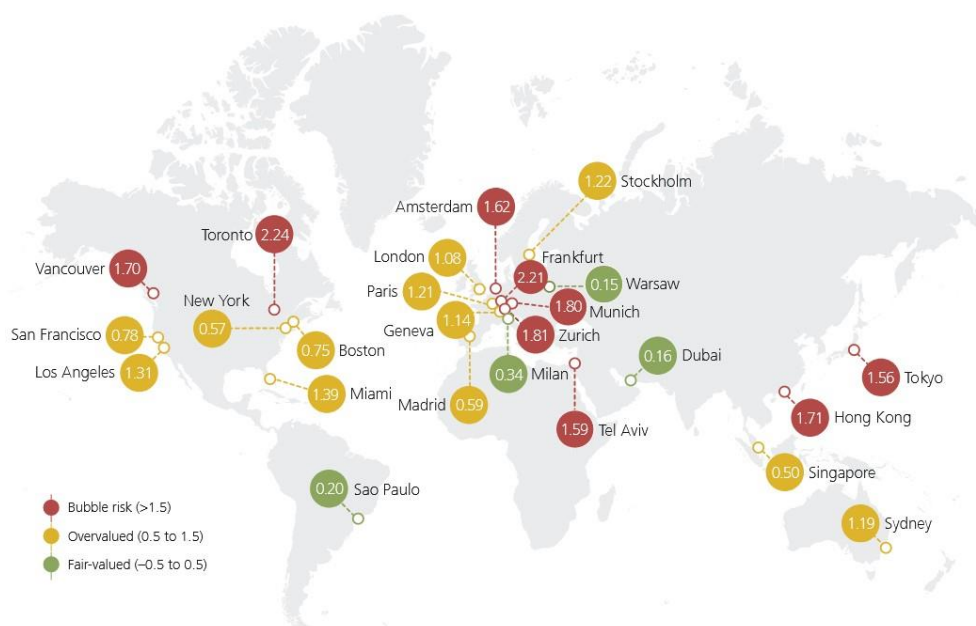 1.22 Stockholm
Amsterdam 1.62
Toronto 2.24
London 1.08
Frankfurt
2.21
Vancouver 1.70
Paris 1.21
0.15 Warsaw
New York
0.57
1.80 Munich
Geneva 1.14
San Francisco 0.78
1.81 Zurich
0.75 Boston
0.16 Dubai
Los Angeles 1.31
0.34 Milan
1.56 Tokyo
1.39 Miami
Madrid 0.59
1.71 Hong Kong
1.59 Tel Aviv
0.50 Singapore
0.20 Sao Paulo
1.19 Sydney
Bubble risk (>1.5)
Overvalued (0.5 to 1.5)
Fair-valued (–0.5 to 0.5)